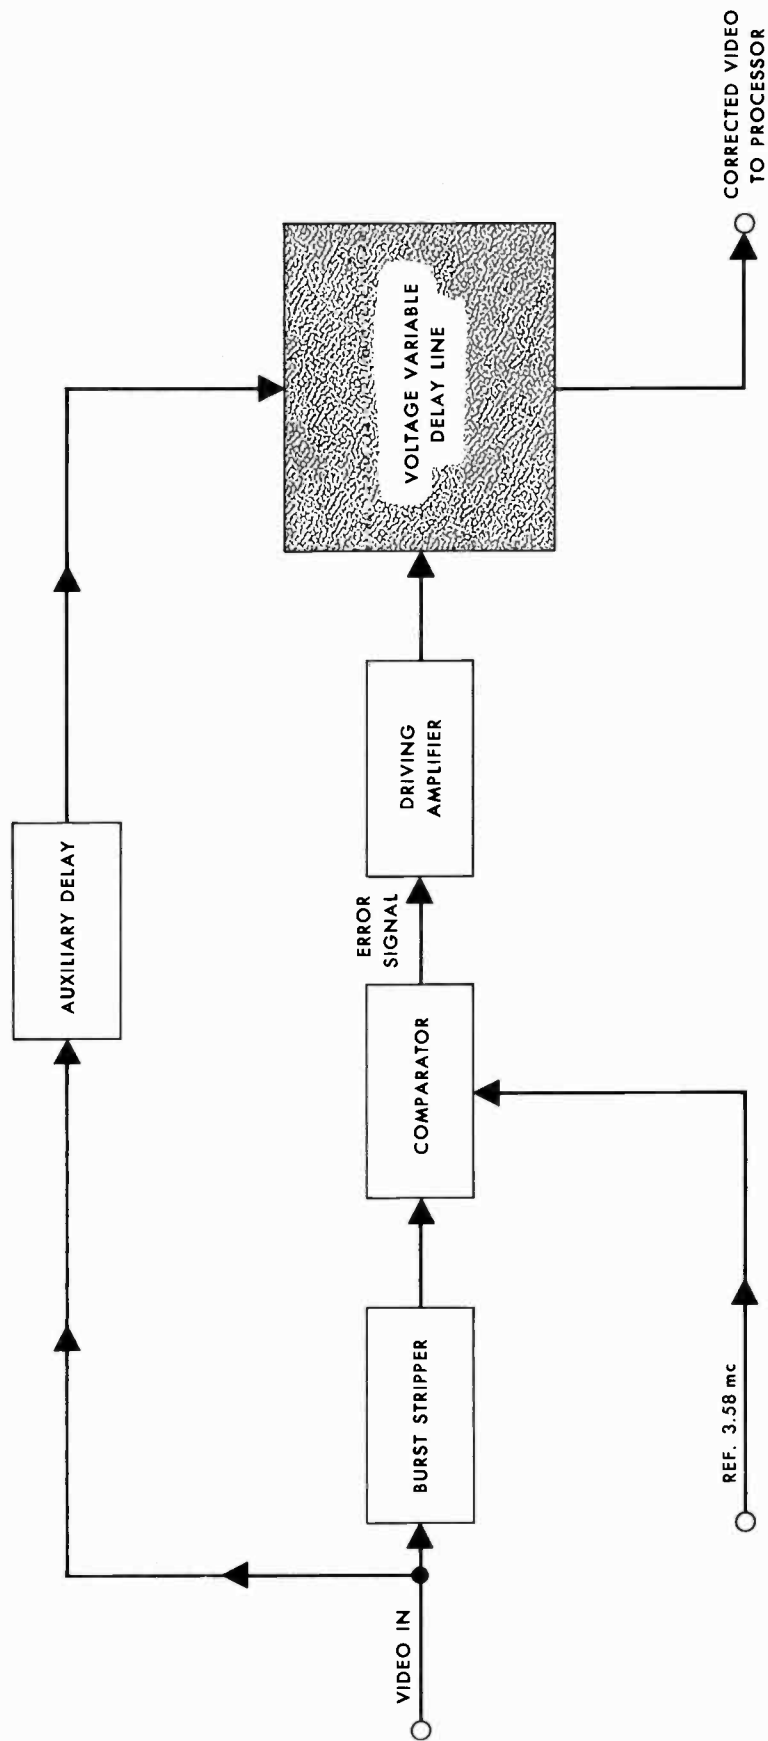 AUXILIARY DELAY
VIDEO IN
BURST STRIPPER
COMPARATOR
ERROR
SIGNAL
DRIVING
AMPLIFIER
VOLTAGE VARIABLE
DELAY LINE
REF. 3.58 mc
CORRECTED VIDEO
TO PROCESSOR